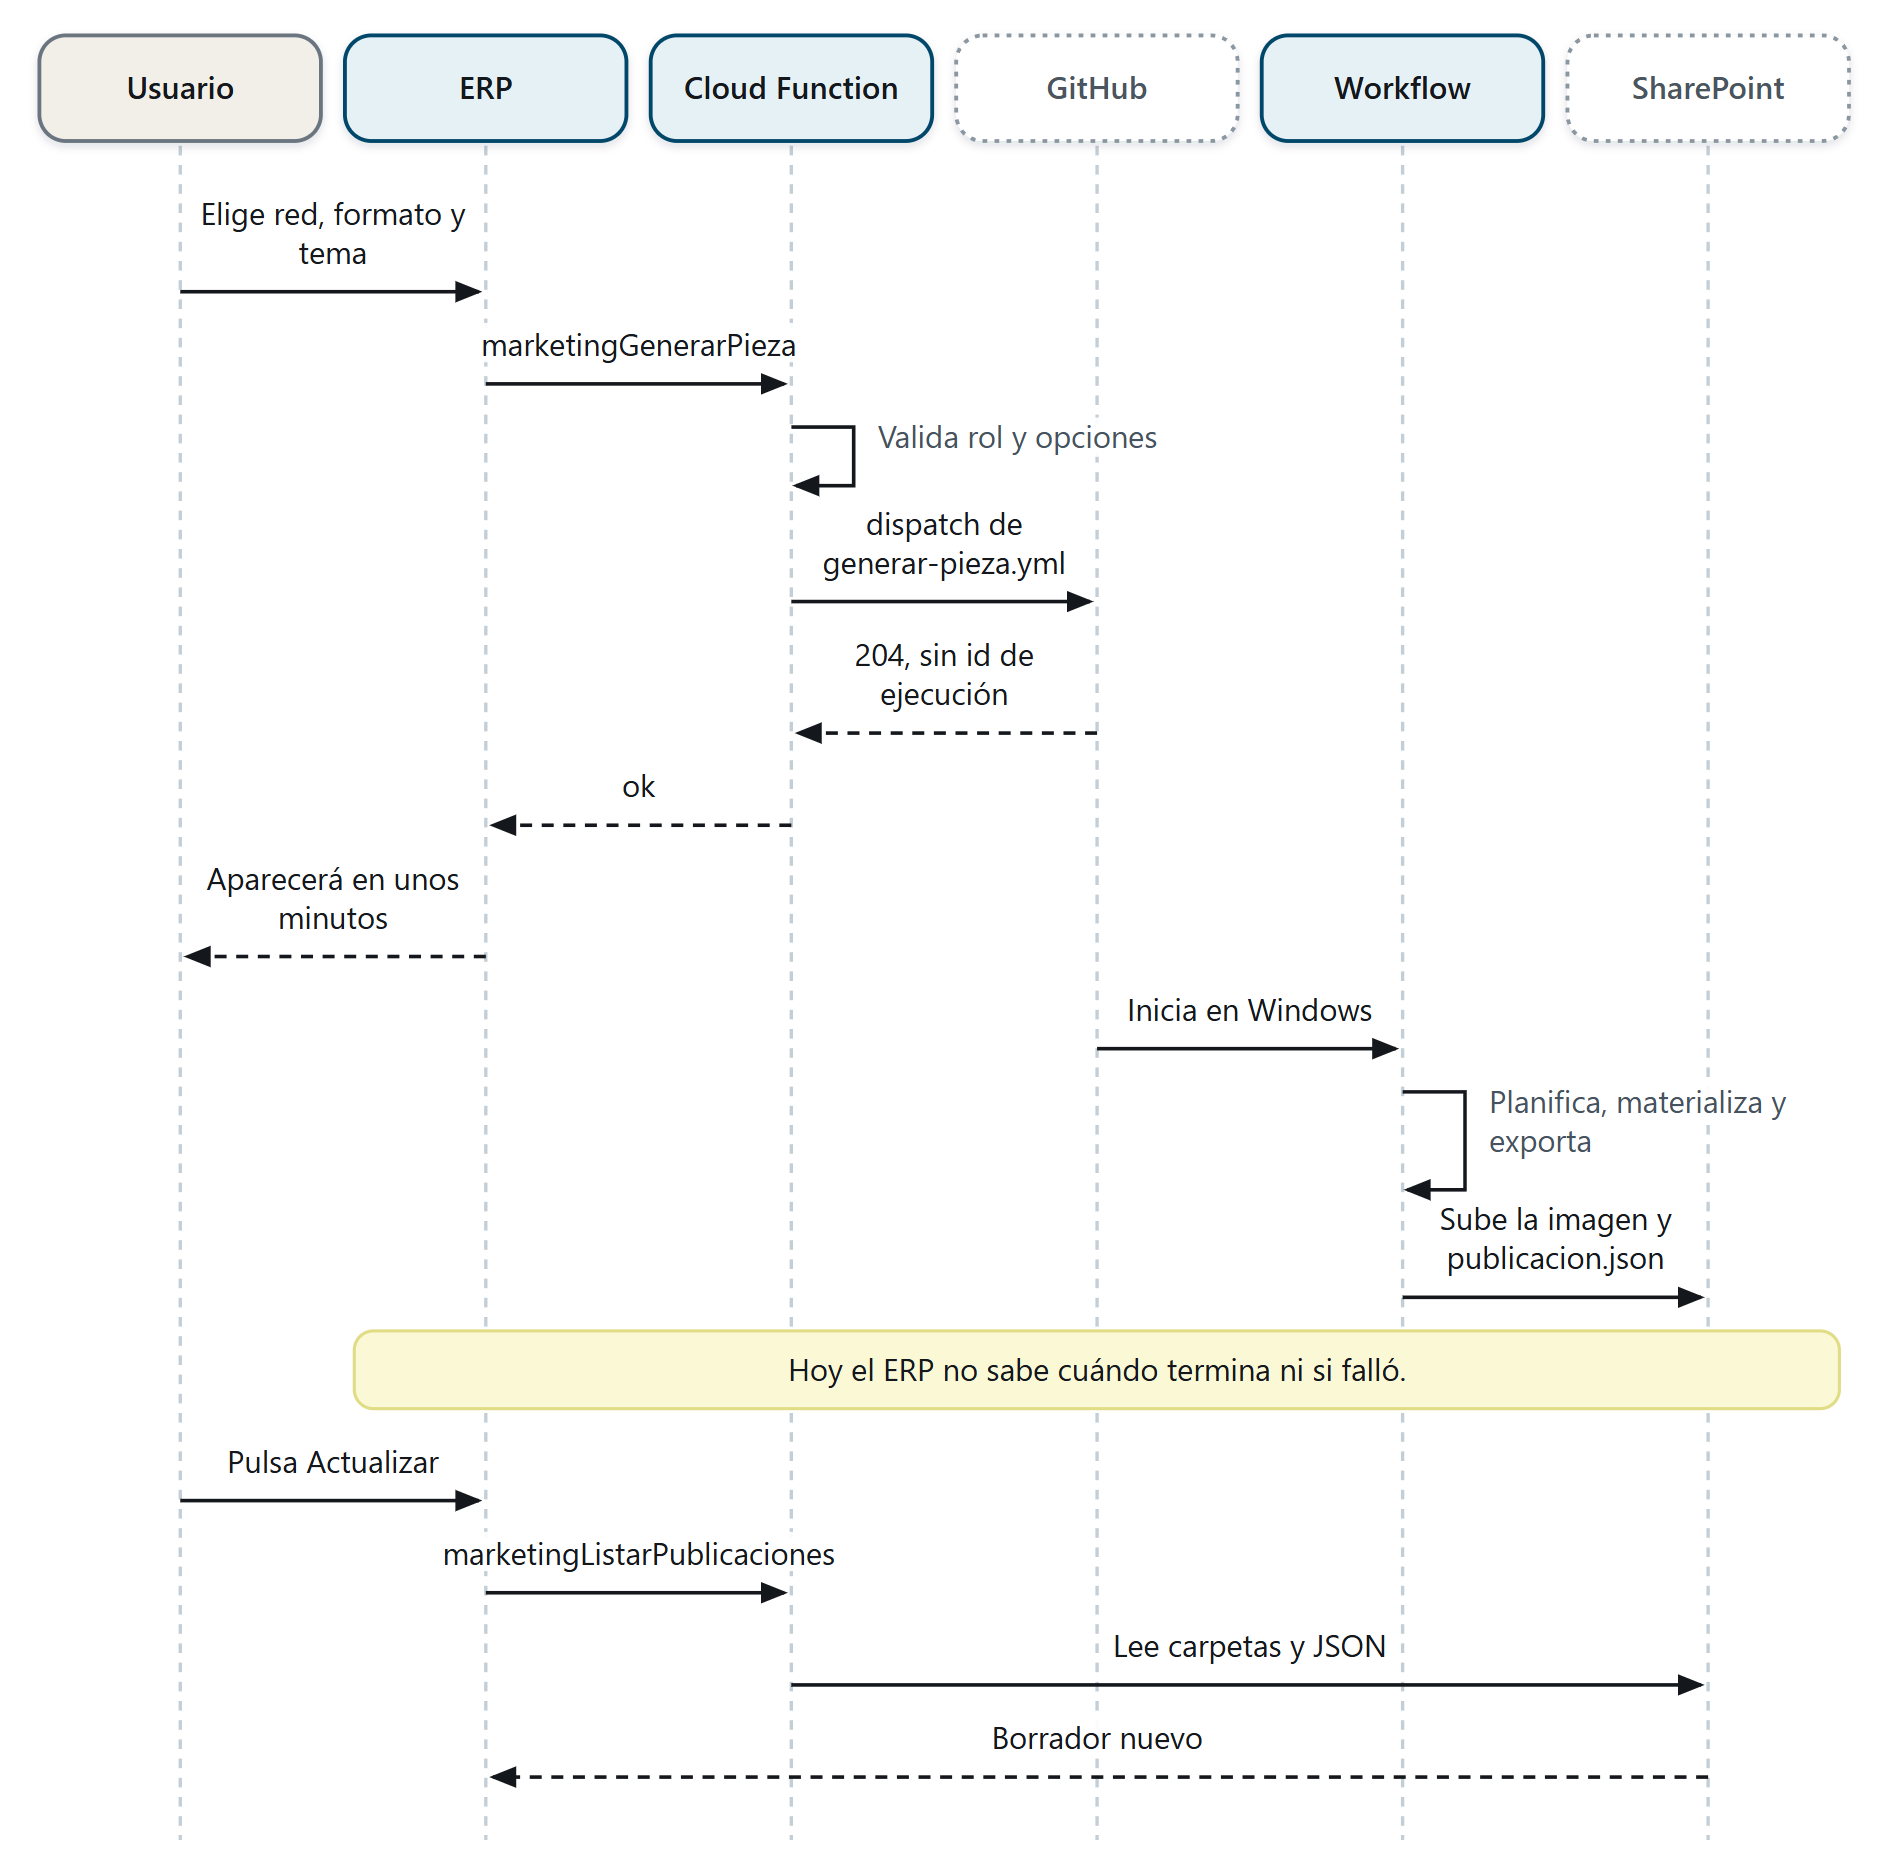 Usuario
ERP
Cloud Function
GitHub
Workflow
SharePoint
Elige red, formato y
tema
marketingGenerarPieza
Valida rol y opciones
dispatch de
generar-pieza.yml
204, sin id de
ejecución
ok
Aparecerá en unos
minutos
Inicia en Windows
Planifica, materializa y
exporta
Sube la imagen y
publicacion.json
Hoy el ERP no sabe cuándo termina ni si falló.
Pulsa Actualizar
marketingListarPublicaciones
Lee carpetas y JSON
Borrador nuevo